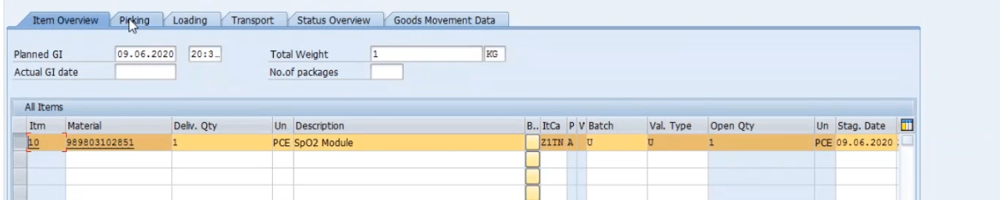 Item Overview Picking Loading Transport Status Overview Goods Movement Data
Planned GI 09.06.2020 20:3.. Total Weight 1 KG
Actual GI date No.of packages
All Items
Itm Material Deliv. Qty Un Description B.. ItCa P V Batch Val. Type Open Qty Un Stag. Date
10 989803102851 1 PCE SpO2 Module Z1TN A U U 1 PCE 09.06.2020